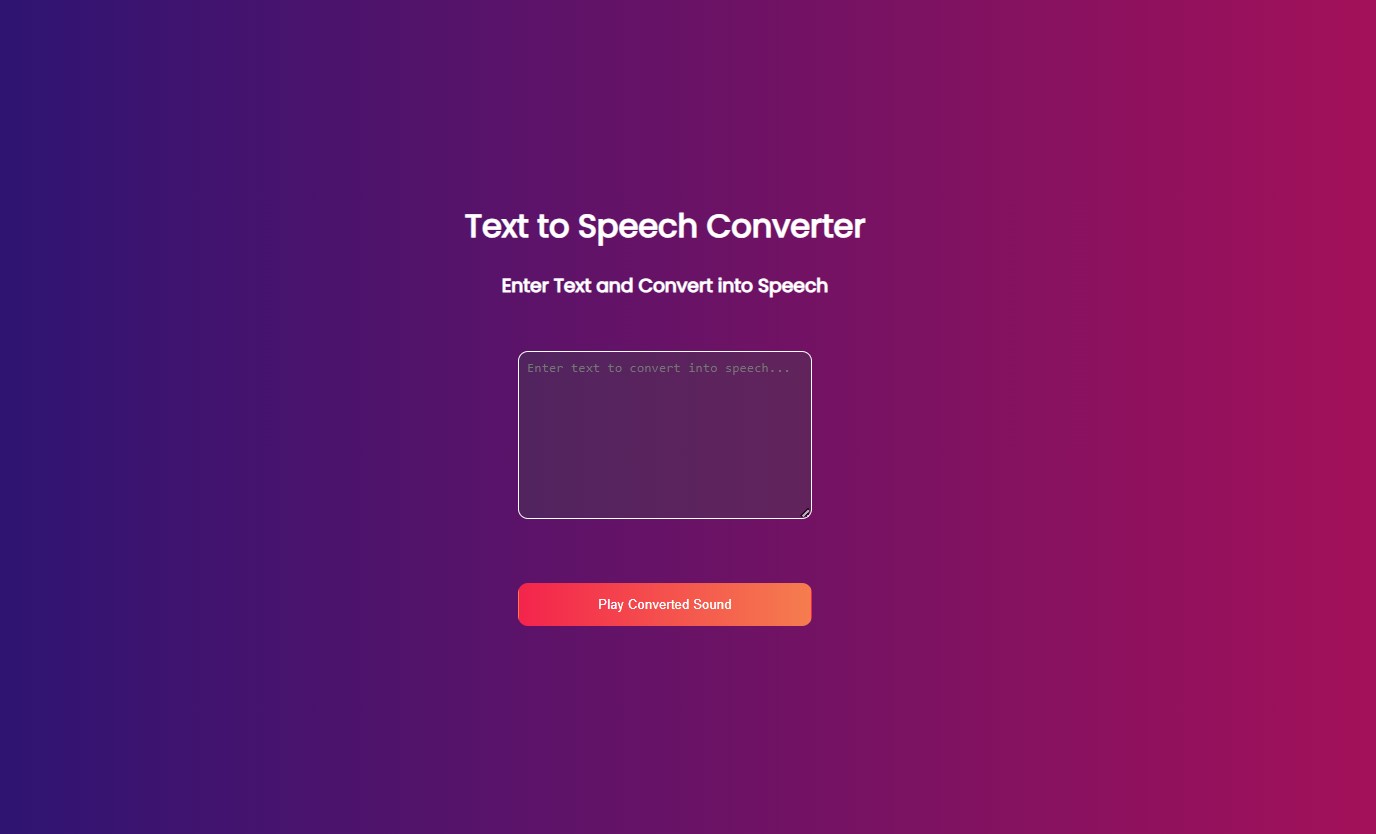 Text to Speech Converter
Enter Text and Convert into Speech
Enter text to convert into speech...
Play Converted Sound